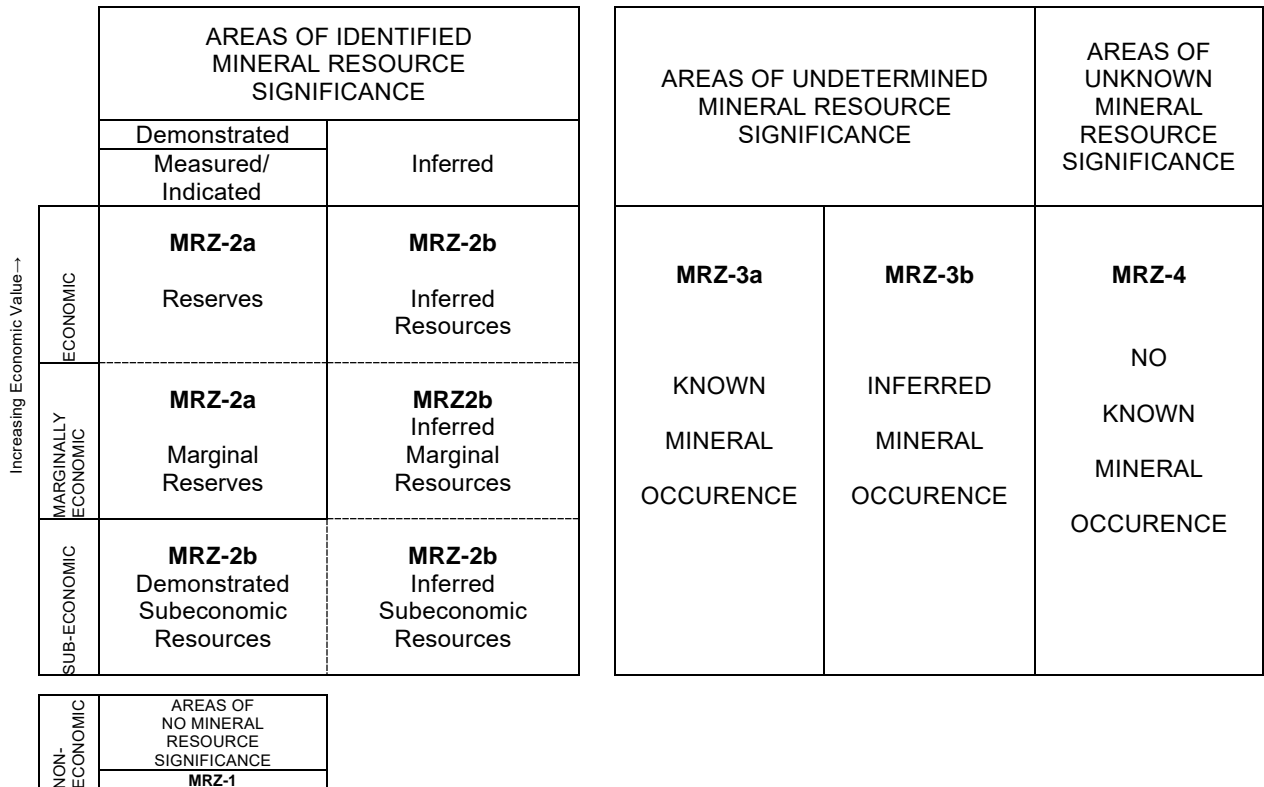 AREAS OF IDENTIFIED
MINERAL RESOURCE
SIGNIFICANCE
Demonstrated
Measured/
Indicated
Inferred
AREAS OF UNDETERMINED
MINERAL RESOURCE
SIGNIFICANCE
AREAS OF
UNKNOWN
MINERAL
RESOURCE
SIGNIFICANCE
Increasing Economic Value→
ECONOMIC
MRZ-2a
Reserves
MRZ-2b
Inferred
Resources
MARGINALLY
ECONOMIC
MRZ-2a
Marginal
Reserves
MRZ2b
Inferred
Marginal
Resources
SUB-ECONOMIC
MRZ-2b
Demonstrated
Subeconomic
Resources
MRZ-2b
Inferred
Subeconomic
Resources
MRZ-3a
KNOWN
MINERAL
OCCURENCE
MRZ-3b
INFERRED
MINERAL
OCCURENCE
MRZ-4
NO
KNOWN
MINERAL
OCCURENCE
NON-
ECONOMIC
AREAS OF
NO MINERAL
RESOURCE
SIGNIFICANCE
MRZ-1